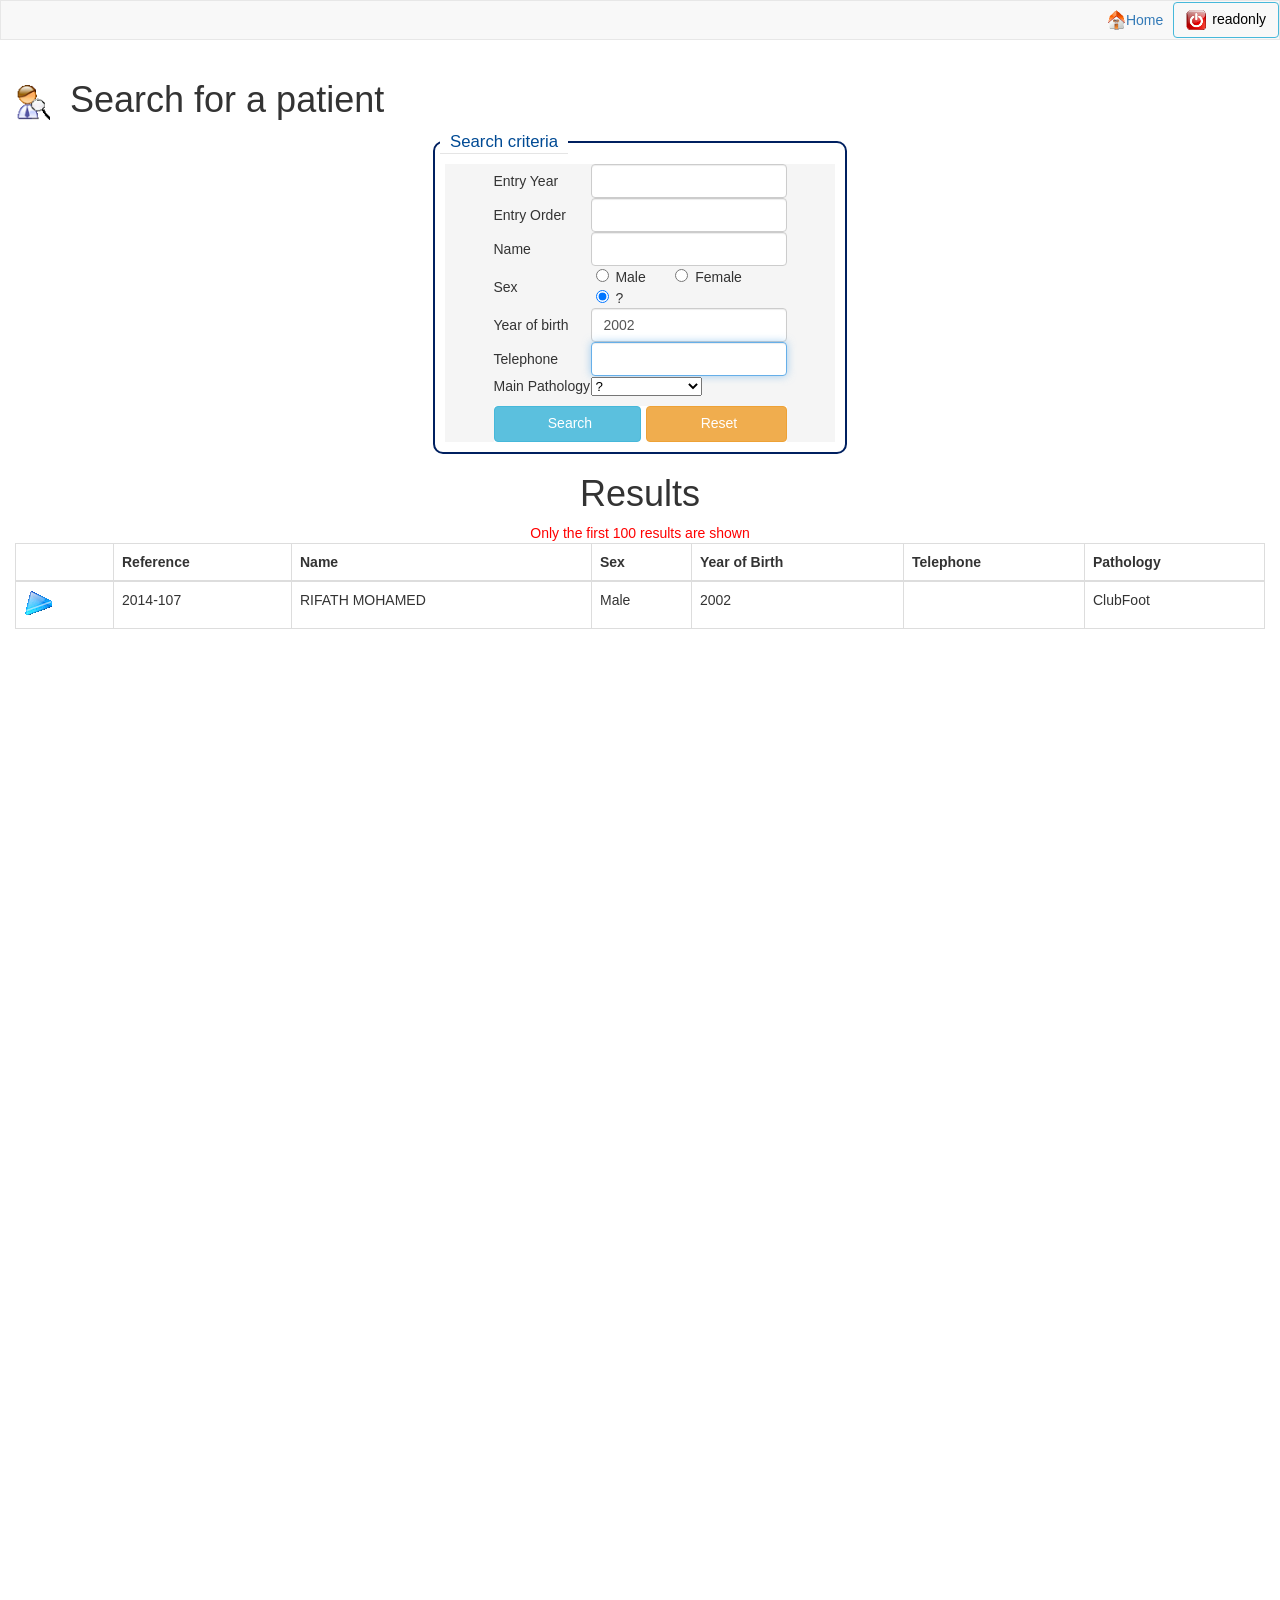 Home readonly
Search for a patient
Search criteria
Entry Year
Entry Order
Name
Sex Male Female
?
Year of birth 2002
Telephone
Main Pathology ?
Search Reset
Results
Only the first 100 results are shown
Reference Name Sex Year of Birth Telephone Pathology
2014-107 RIFATH MOHAMED Male 2002 ClubFoot